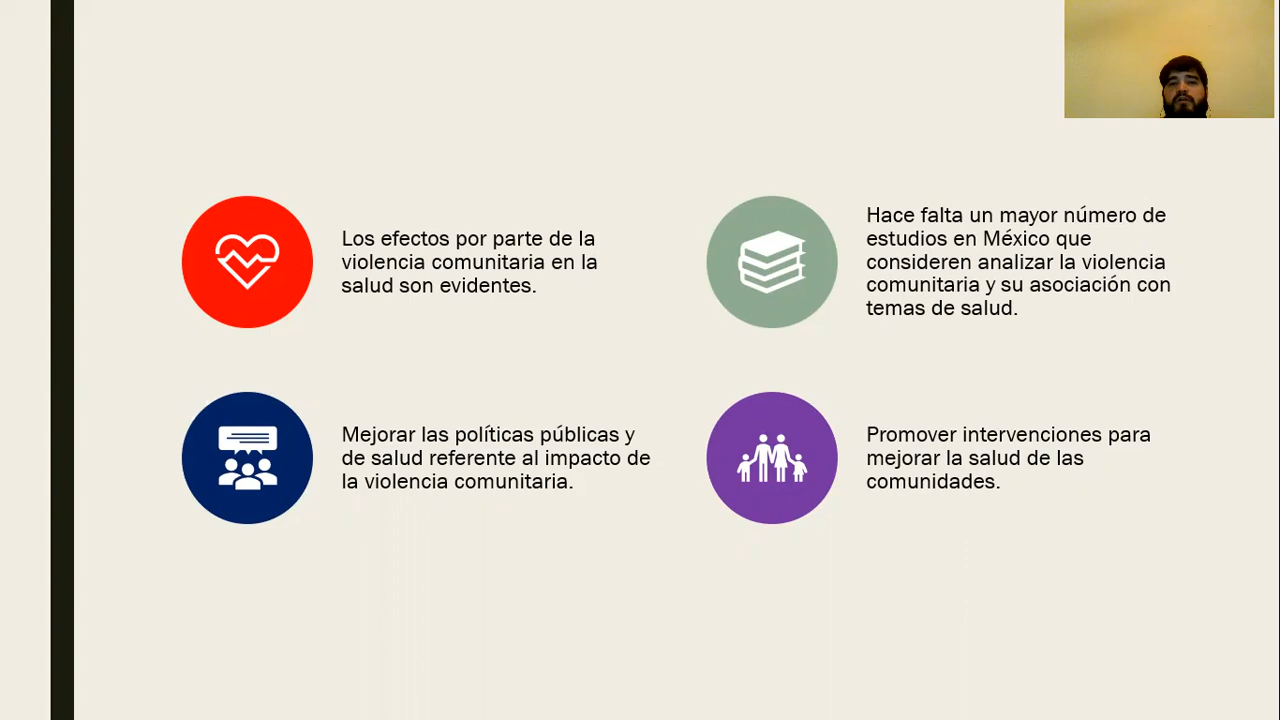 Los efectos por parte de la
violencia comunitaria en la
salud son evidentes.
Hace falta un mayor número de
estudios en México que
consideren analizar la violencia
comunitaria y su asociación con
temas de salud.
Mejorar las políticas públicas y
de salud referente al impacto de
la violencia comunitaria.
Promover intervenciones para
mejorar la salud de las
comunidades.